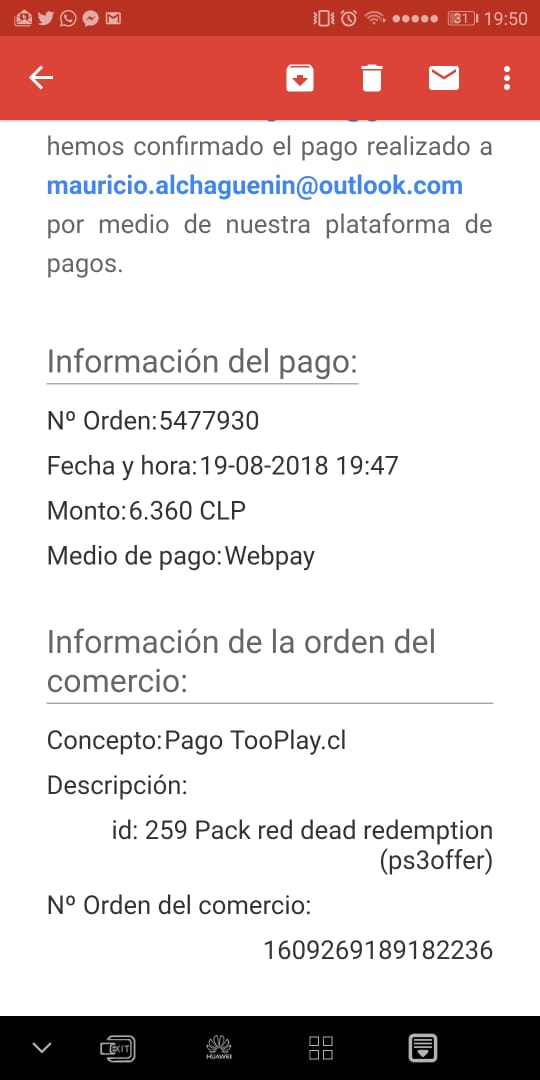 31 19:50
hemos confirmado el pago realizado a
mauricio.alchaguenin@outlook.com
por medio de nuestra plataforma de
pagos.
Información del pago:
Nº Orden:5477930
Fecha y hora:19-08-2018 19:47
Monto:6.360 CLP
Medio de pago:Webpay
Información de la orden del
comercio:
Concepto:Pago TooPlay.cl
Descripción:
id: 259 Pack red dead redemption
(ps3offer)
Nº Orden del comercio:
1609269189182236
EXIT
HUAWEI